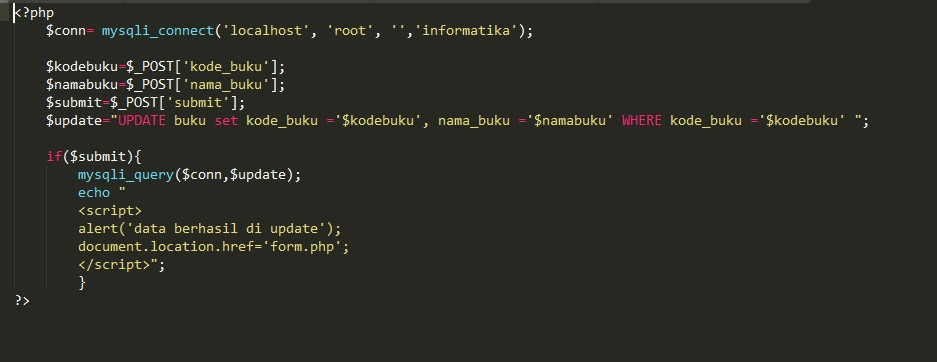 <?php
$conn= mysqli_connect('localhost', 'root', '','informatika');
$kodebuku=$_POST['kode_buku'];
$namabuku=$_POST['nama_buku'];
$submit=$_POST['submit'];
$update="UPDATE buku set kode_buku ='$kodebuku', nama_buku ='$namabuku' WHERE kode_buku ='$kodebuku' ";
if($submit){
mysqli_query($conn,$update);
echo "
<script>
alert('data berhasil di update');
document.location.href='form.php';
</script>";
}
?>